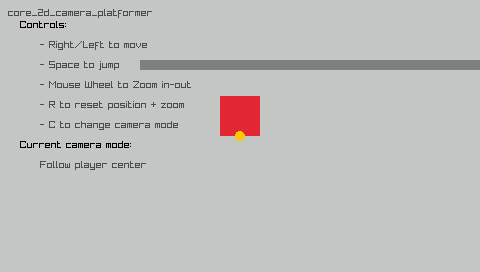 core_2d_camera_platformer
Controls:
- Right/Left to move
- Space to jump
- Mouse Wheel to Zoom in-out
- R to reset position + zoom
- C to change camera mode
Current camera mode:
Follow player center